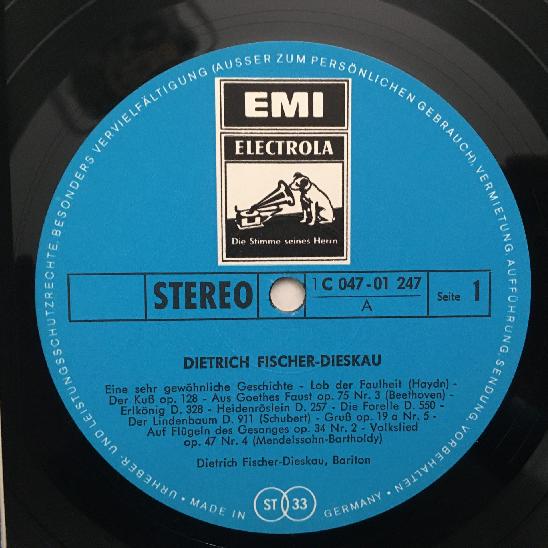 URHEBER- UND LEISTUNGSSCHUTZRECHTE, BESONDERS VERVIELFÄLTIGUNG (AUSSER ZUM PERSÖNLICHEN GEBRAUCH), VERMIETUNG, AUFFÜHRUNG, SENDUNG VORBEHALTEN
EMI
ELECTROLA
Die Stimme seines Herrn
STEREO
1 C 047-01 247
A
Seite 1
DIETRICH FISCHER-DIESKAU
Eine sehr gewöhnliche Geschichte - Lob der Faulheit (Haydn) -
Der Kuß op. 128 - Aus Goethes Faust op. 75 Nr. 3 (Beethoven) -
Erlkönig D. 328 - Heidenröslein D. 257 - Die Forelle D. 550 -
Der Lindenbaum D. 911 (Schubert) - Gruß op. 19 a Nr. 5 -
Auf Flügeln des Gesanges op. 34 Nr. 2 - Volkslied
op. 47 Nr. 4 (Mendelssohn-Bartholdy)
Dietrich Fischer-Dieskau, Bariton
• MADE IN ST 33 GERMANY •